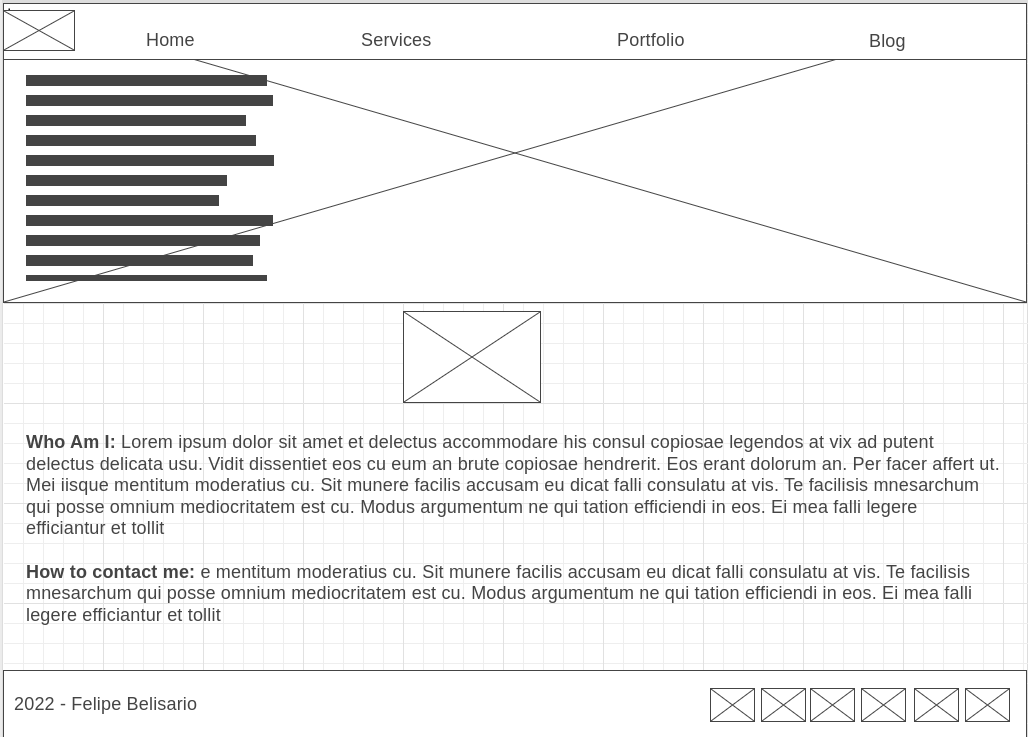 Home Services Portfolio Blog
Who Am I: Lorem ipsum dolor sit amet et delectus accommodare his consul copiosae legendos at vix ad putent
delectus delicata usu. Vidit dissentiet eos cu eum an brute copiosae hendrerit. Eos erant dolorum an. Per facer affert ut.
Mei iisque mentitum moderatius cu. Sit munere facilis accusam eu dicat falli consulatu at vis. Te facilisis mnesarchum
qui posse omnium mediocritatem est cu. Modus argumentum ne qui tation efficiendi in eos. Ei mea falli legere
efficiantur et tollit
How to contact me: e mentitum moderatius cu. Sit munere facilis accusam eu dicat falli consulatu at vis. Te facilisis
mnesarchum qui posse omnium mediocritatem est cu. Modus argumentum ne qui tation efficiendi in eos. Ei mea falli
legere efficiantur et tollit
2022 - Felipe Belisario